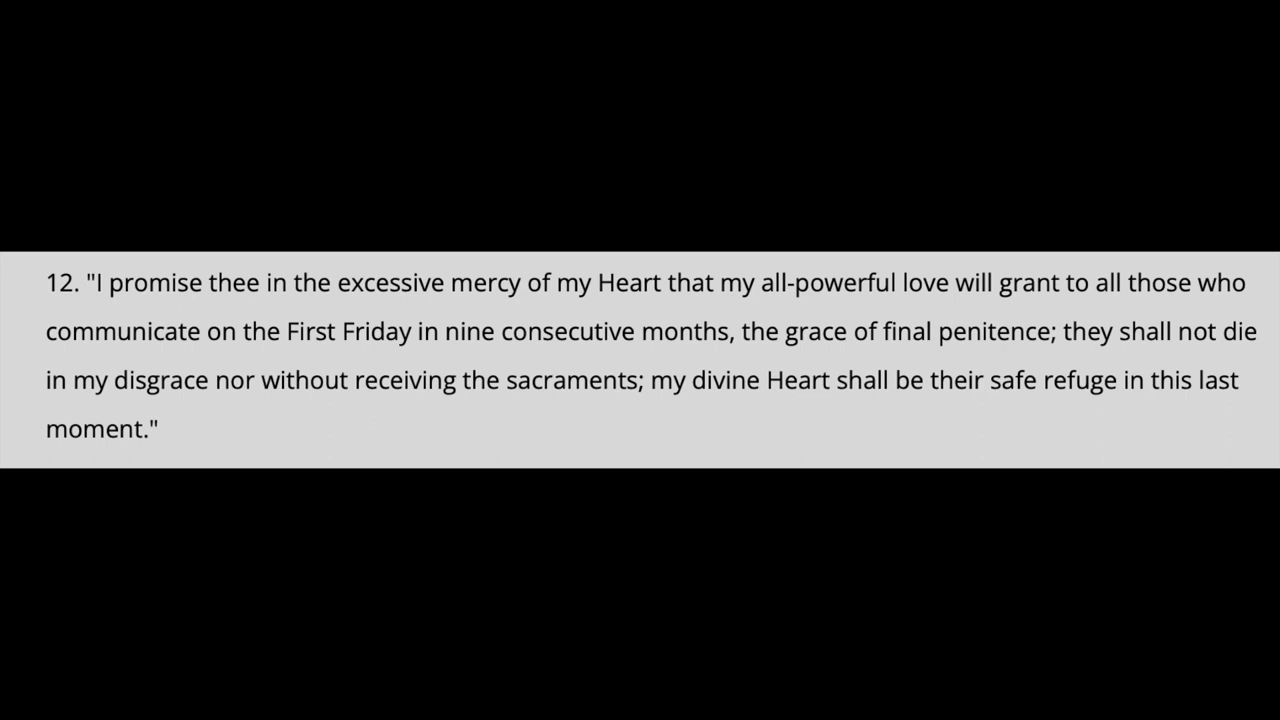 12. "I promise thee in the excessive mercy of my Heart that my all-powerful love will grant to all those who
communicate on the First Friday in nine consecutive months, the grace of final penitence; they shall not die
in my disgrace nor without receiving the sacraments; my divine Heart shall be their safe refuge in this last
moment."